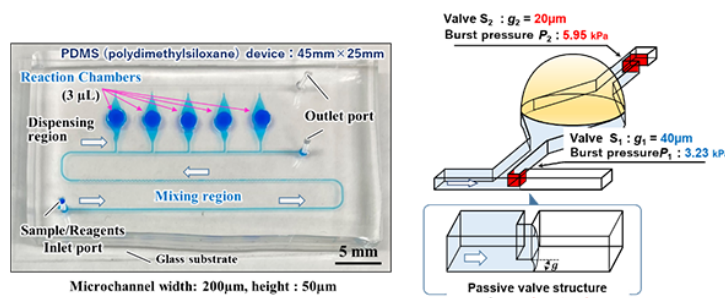 PDMS (polydimethylsiloxane) device : 45mm×25mm
Reaction Chambers
(3 µL)
Dispensing
region
Outlet port
Mixing region
Sample/Reagents
Inlet port
Glass substrate
5 mm
Microchannel width: 200µm, height : 50µm
Valve S₂ : g₂ = 20µm
Burst pressure P₂ : 5.95 kPa
Valve S₁ : g₁ = 40µm
Burst pressureP₁ : 3.23 kPa
g
Passive valve structure